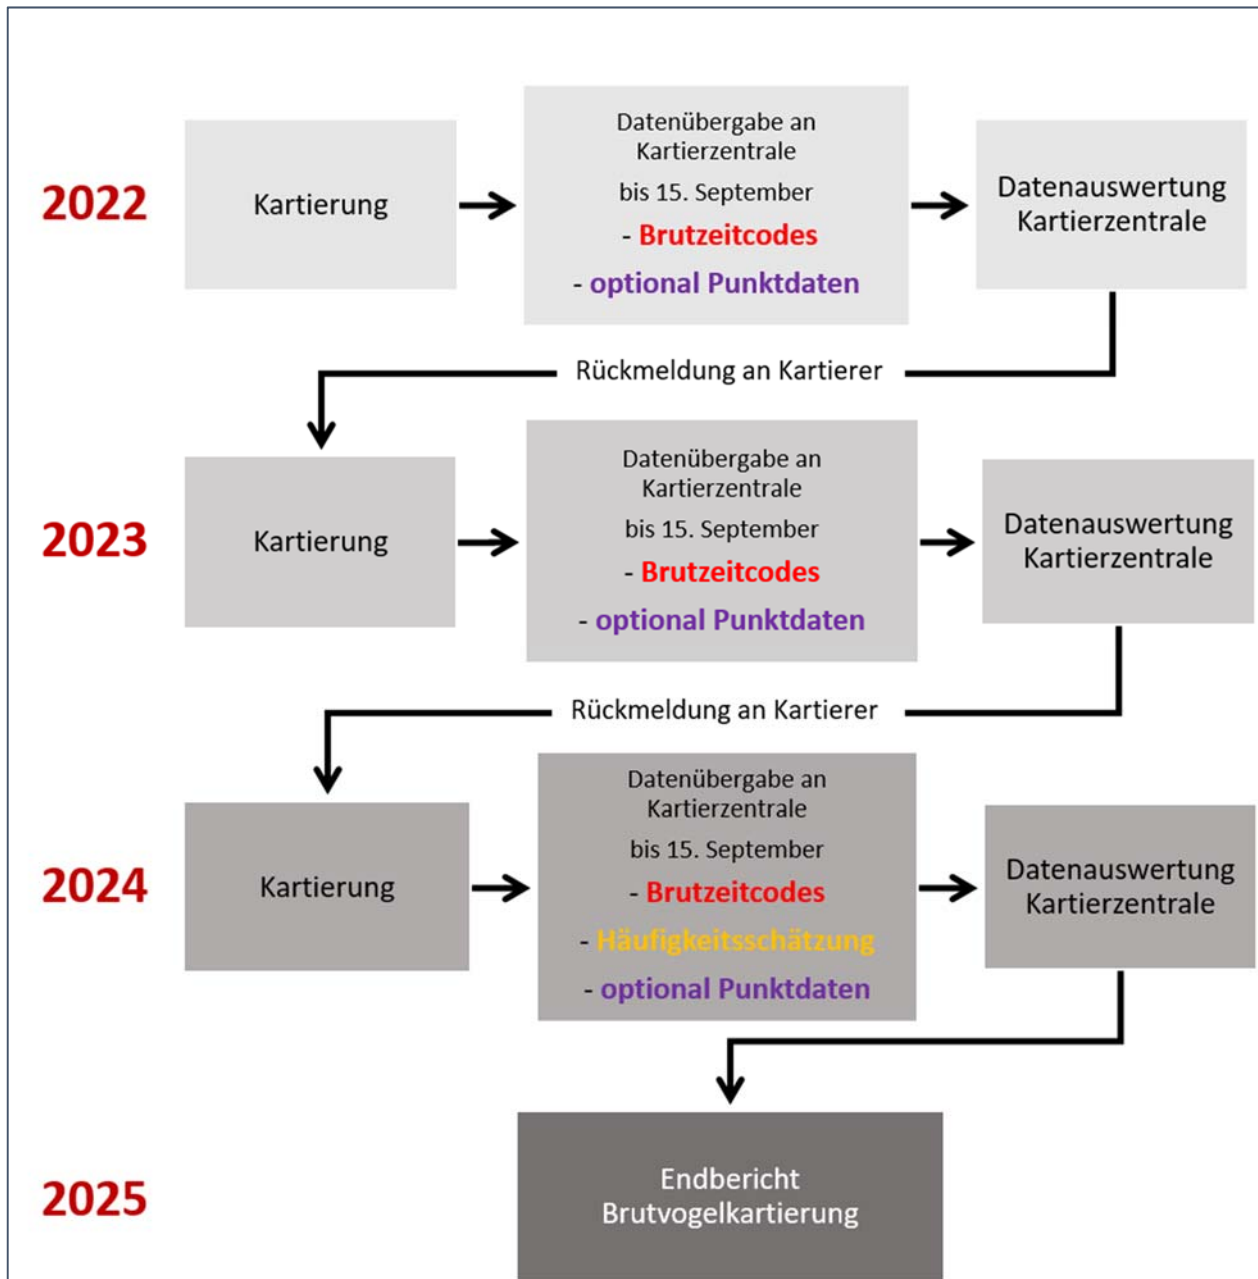 2022
Kartierung
Datenübergabe an
Kartierzentrale
bis 15. September
- Brutzeitcodes
- optional Punktdaten
Datenauswertung
Kartierzentrale
Rückmeldung an Kartierer
2023
Kartierung
Datenübergabe an
Kartierzentrale
bis 15. September
- Brutzeitcodes
- optional Punktdaten
Datenauswertung
Kartierzentrale
Rückmeldung an Kartierer
2024
Kartierung
Datenübergabe an
Kartierzentrale
bis 15. September
- Brutzeitcodes
- Häufigkeitsschätzung
- optional Punktdaten
Datenauswertung
Kartierzentrale
2025
Endbericht
Brutvogelkartierung